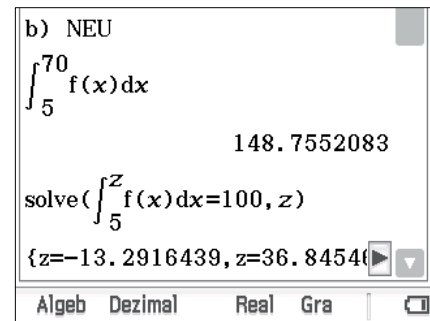 b) NEU
∫₅⁷⁰ f(x)dx
148.7552083
solve(∫₅ᶻ f(x)dx=100, z)
{z=-13.2916439,z=36.8454
Algeb Dezimal Real Gra